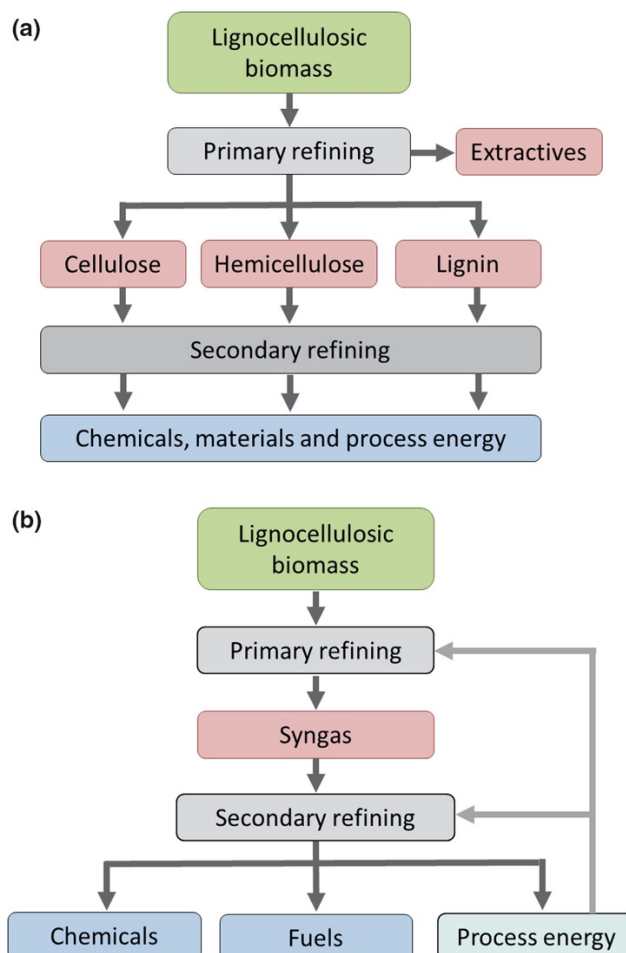 (a)
Lignocellulosic
biomass
Primary refining
Extractives
Cellulose
Hemicellulose
Lignin
Secondary refining
Chemicals, materials and process energy
(b)
Lignocellulosic
biomass
Primary refining
Syngas
Secondary refining
Chemicals
Fuels
Process energy